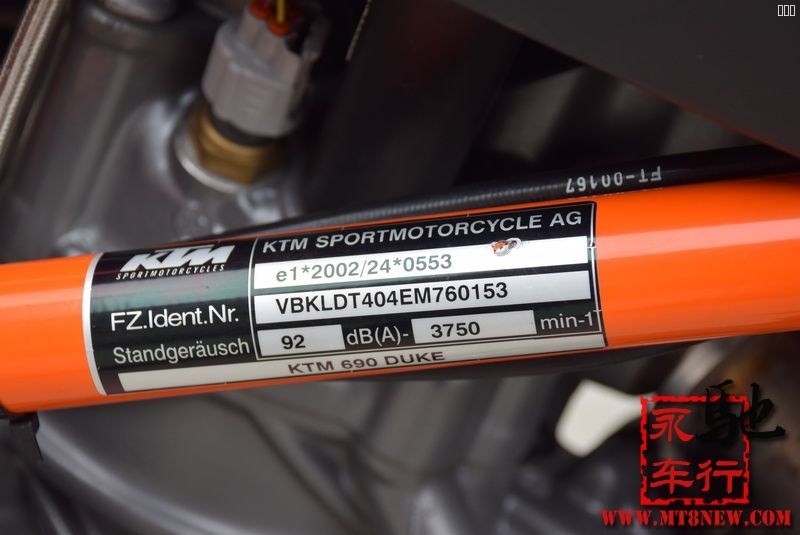 FT-00167
KTM
SPORTMOTORCYCLES
KTM SPORTMOTORCYCLE AG
e1*2002/24*0553
FZ.Ident.Nr. VBKLDT404EM760153
Standgeräusch 92 dB(A)- 3750 min-1
KTM 690 DUKE
永驰
车行
WWW.MT8NEW.COM